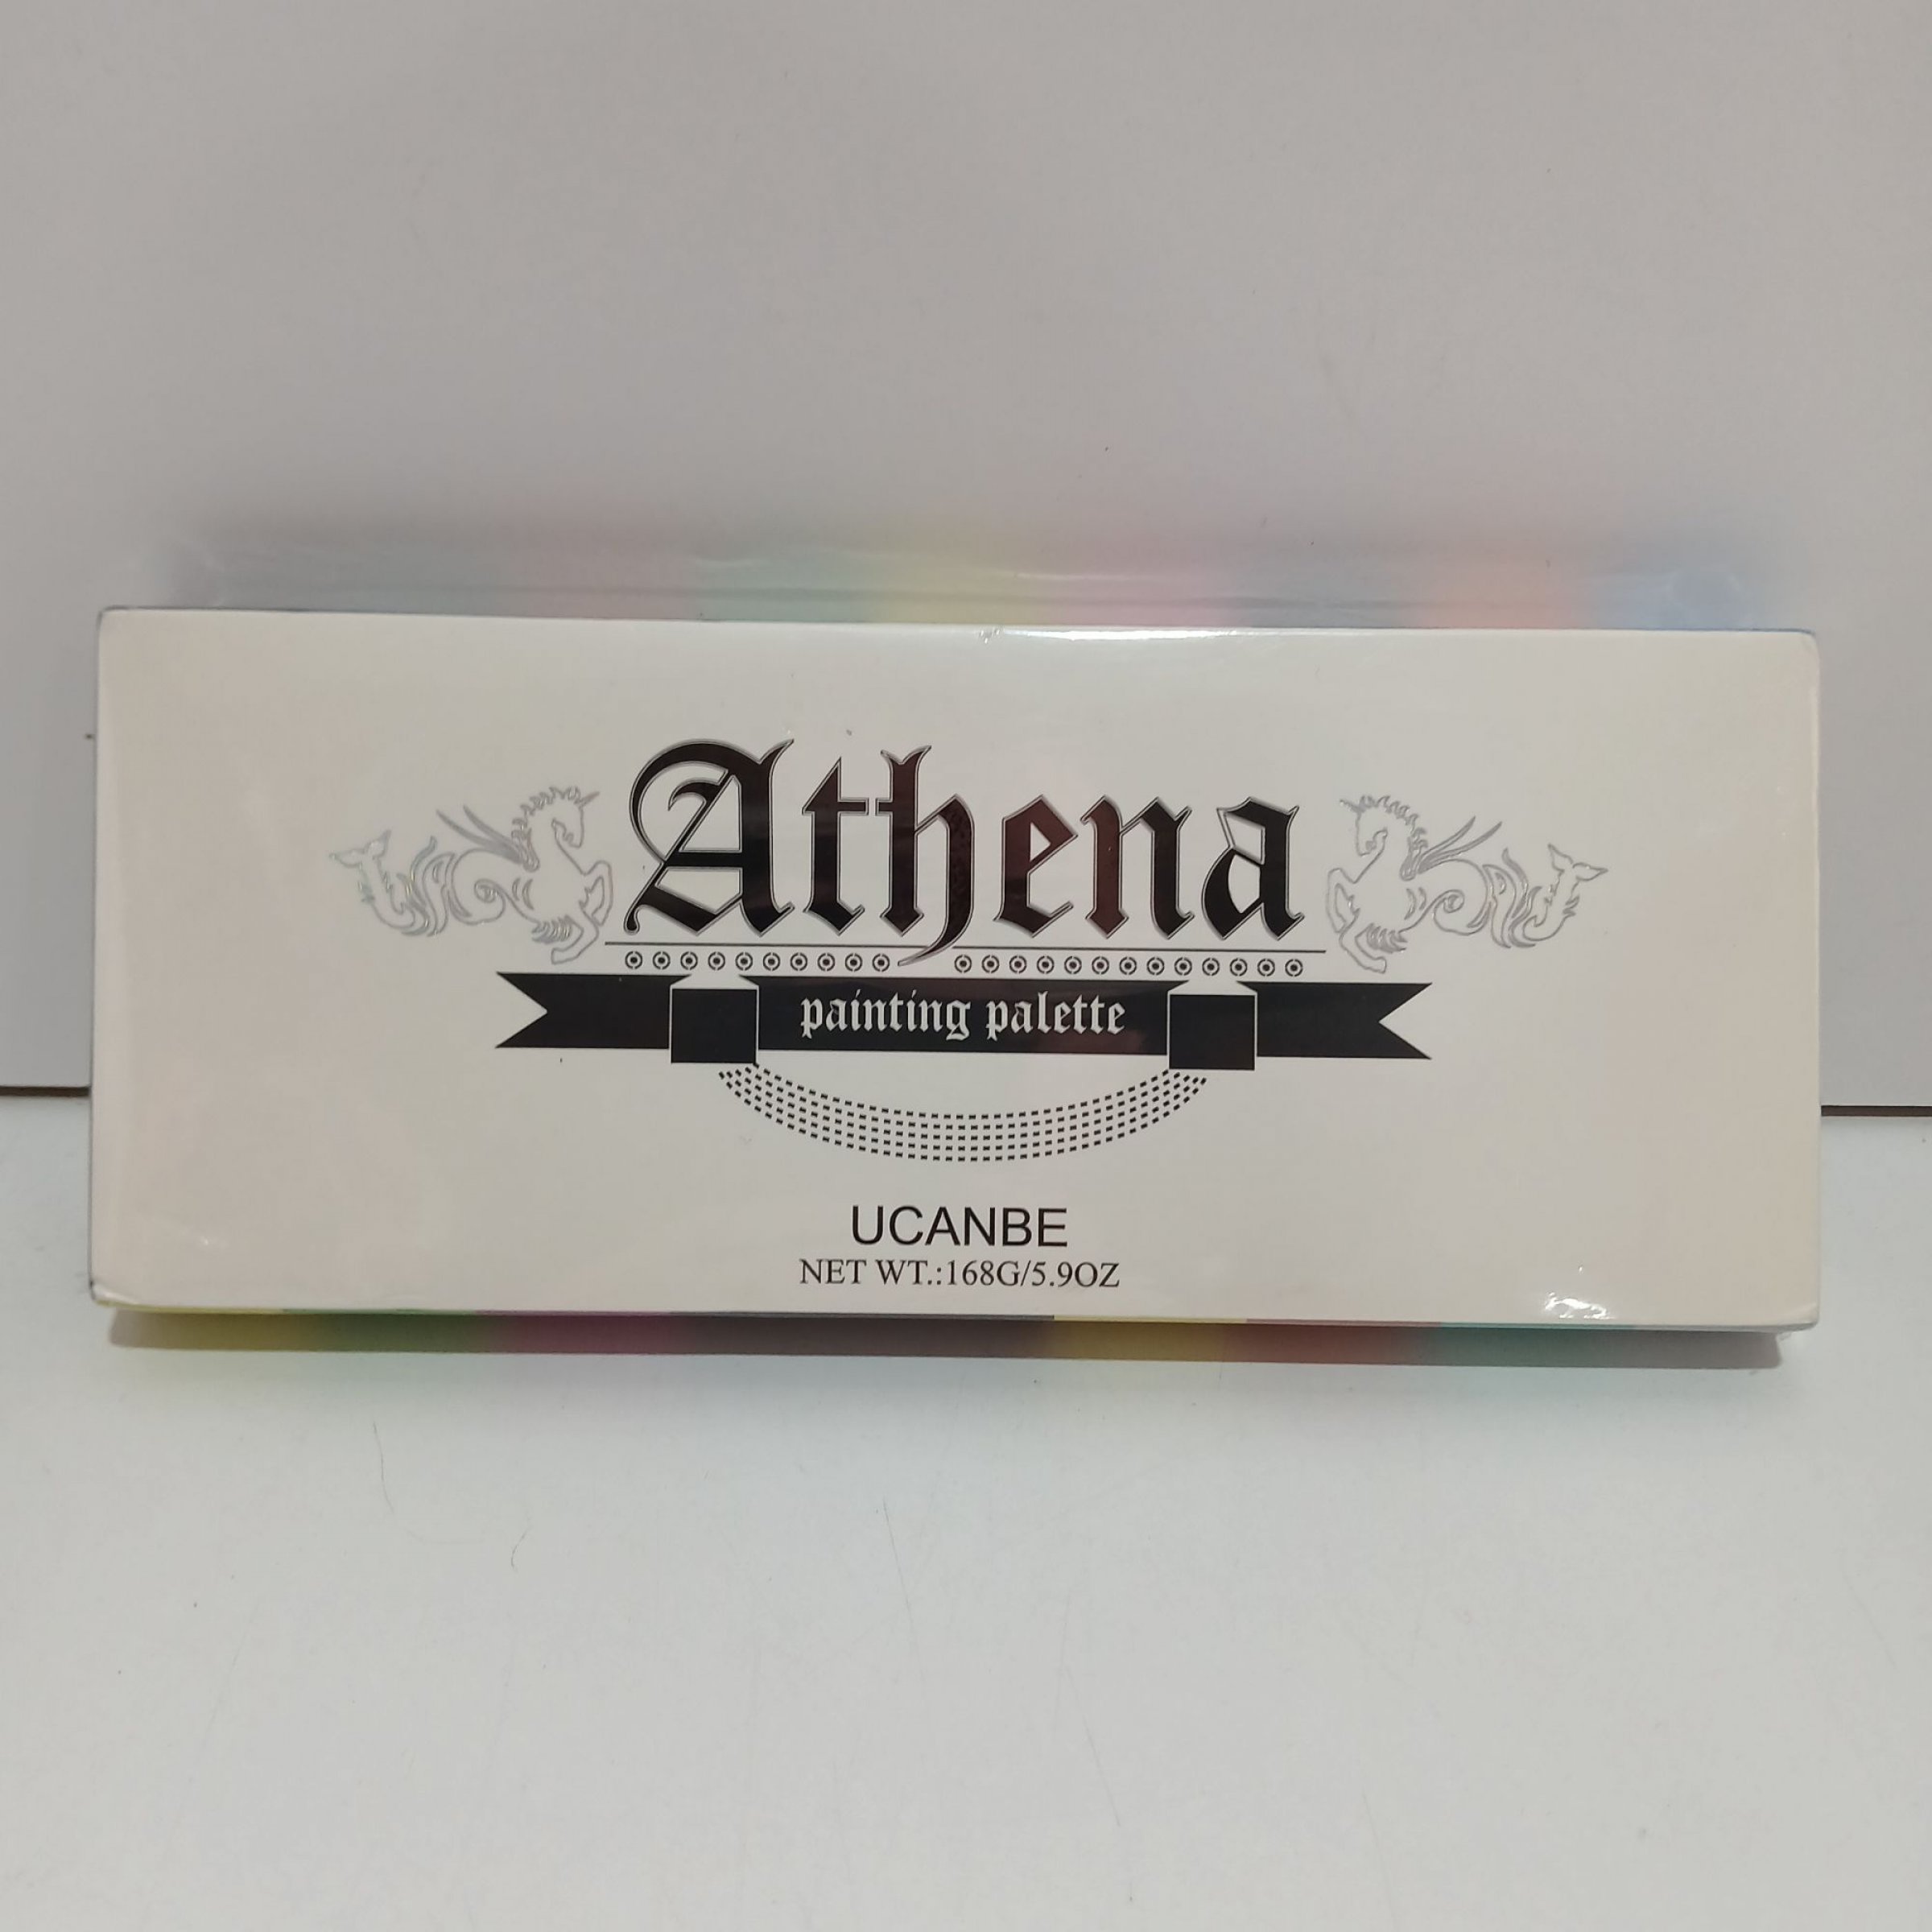 Athena
painting palette
UCANBE
NET WT.:168G/5.9OZ